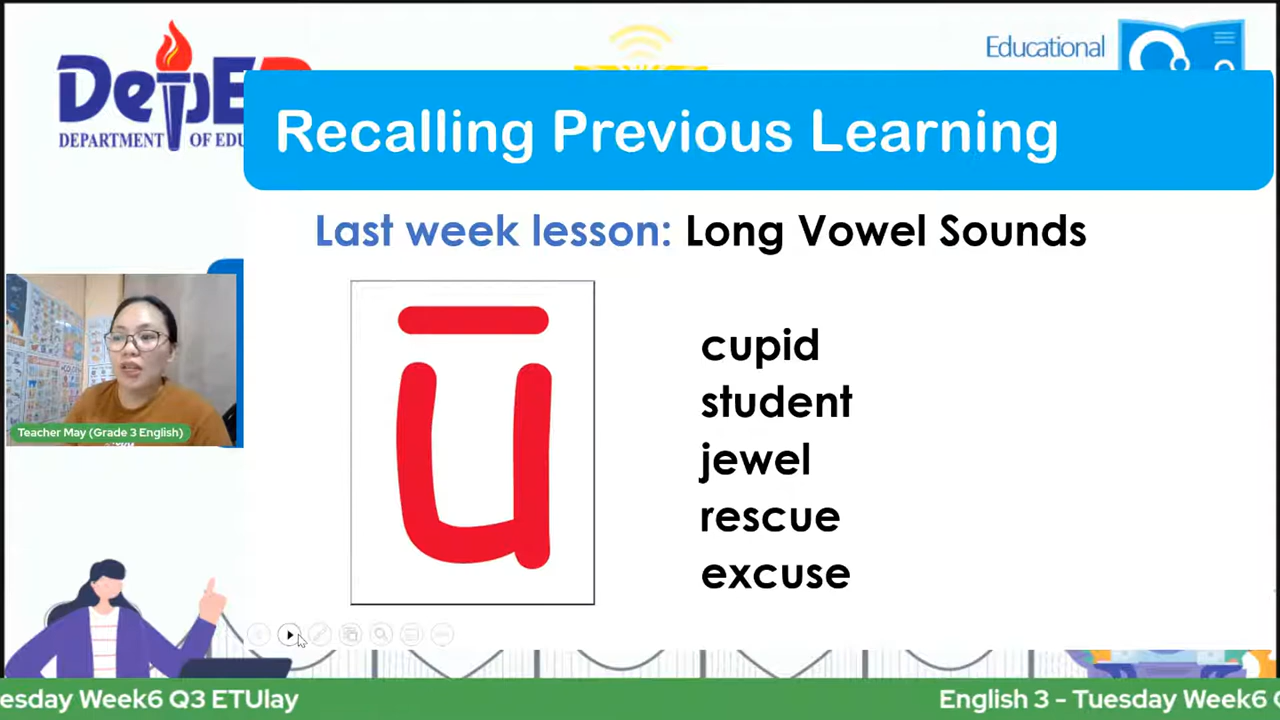 DepED
DEPARTMENT OF EDU
Educational
Recalling Previous Learning
Last week lesson: Long Vowel Sounds
ū
cupid
student
jewel
rescue
excuse
Teacher May (Grade 3 English)
esday Week6 Q3 ETUlay
English 3 - Tuesday Week6 Q